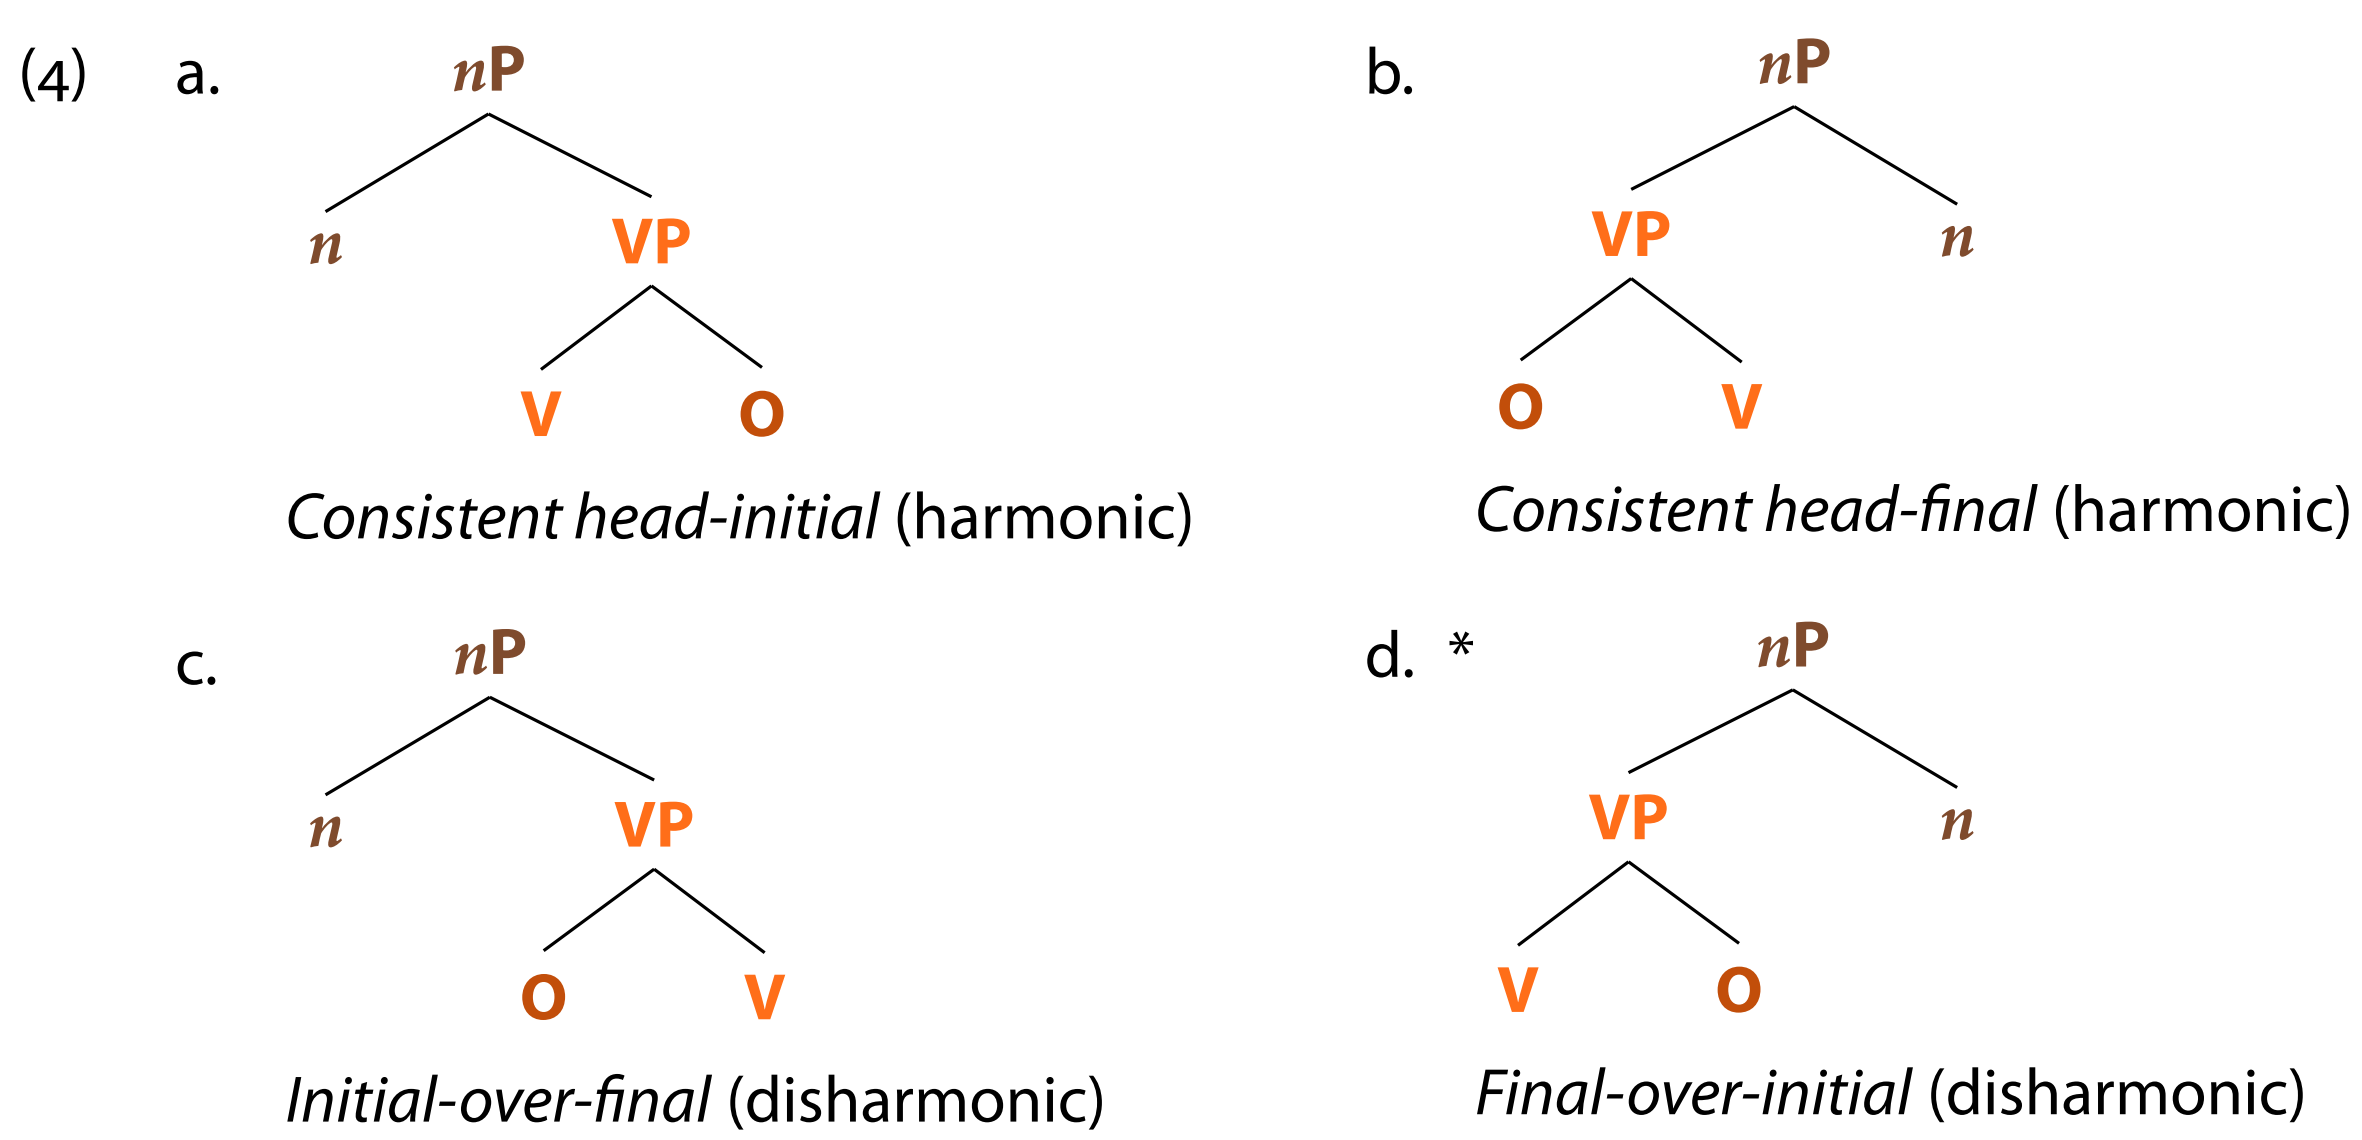 (4) a. nP b. nP
n VP VP n
V O O V
Consistent head-initial (harmonic) Consistent head-final (harmonic)
c. nP d. * nP
n VP VP n
O V V O
Initial-over-final (disharmonic) Final-over-initial (disharmonic)